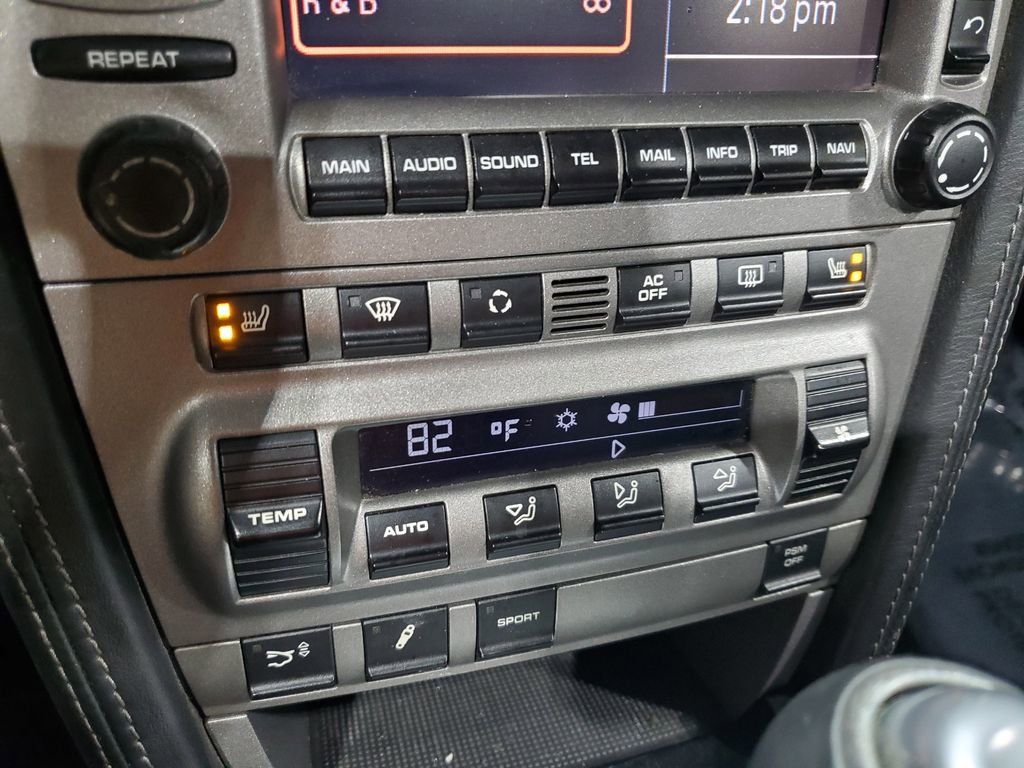 R & B
2:18 pm
REPEAT
MAIN AUDIO SOUND TEL MAIL INFO TRIP NAVI
AC
OFF
82 °F
TEMP
AUTO
PSM
OFF
SPORT